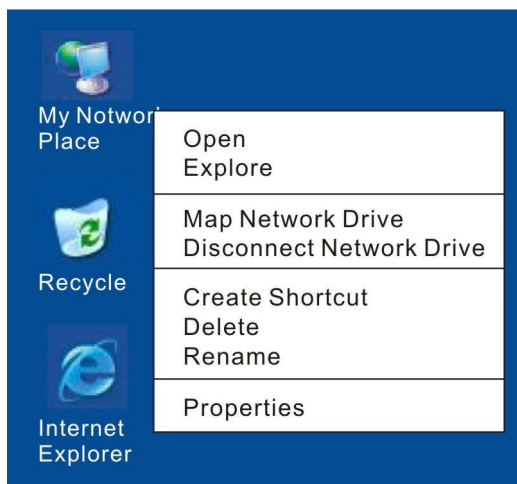 My Notwor
Place
Open
Explore
Map Network Drive
Disconnect Network Drive
Recycle
Create Shortcut
Delete
Rename
Properties
Internet
Explorer